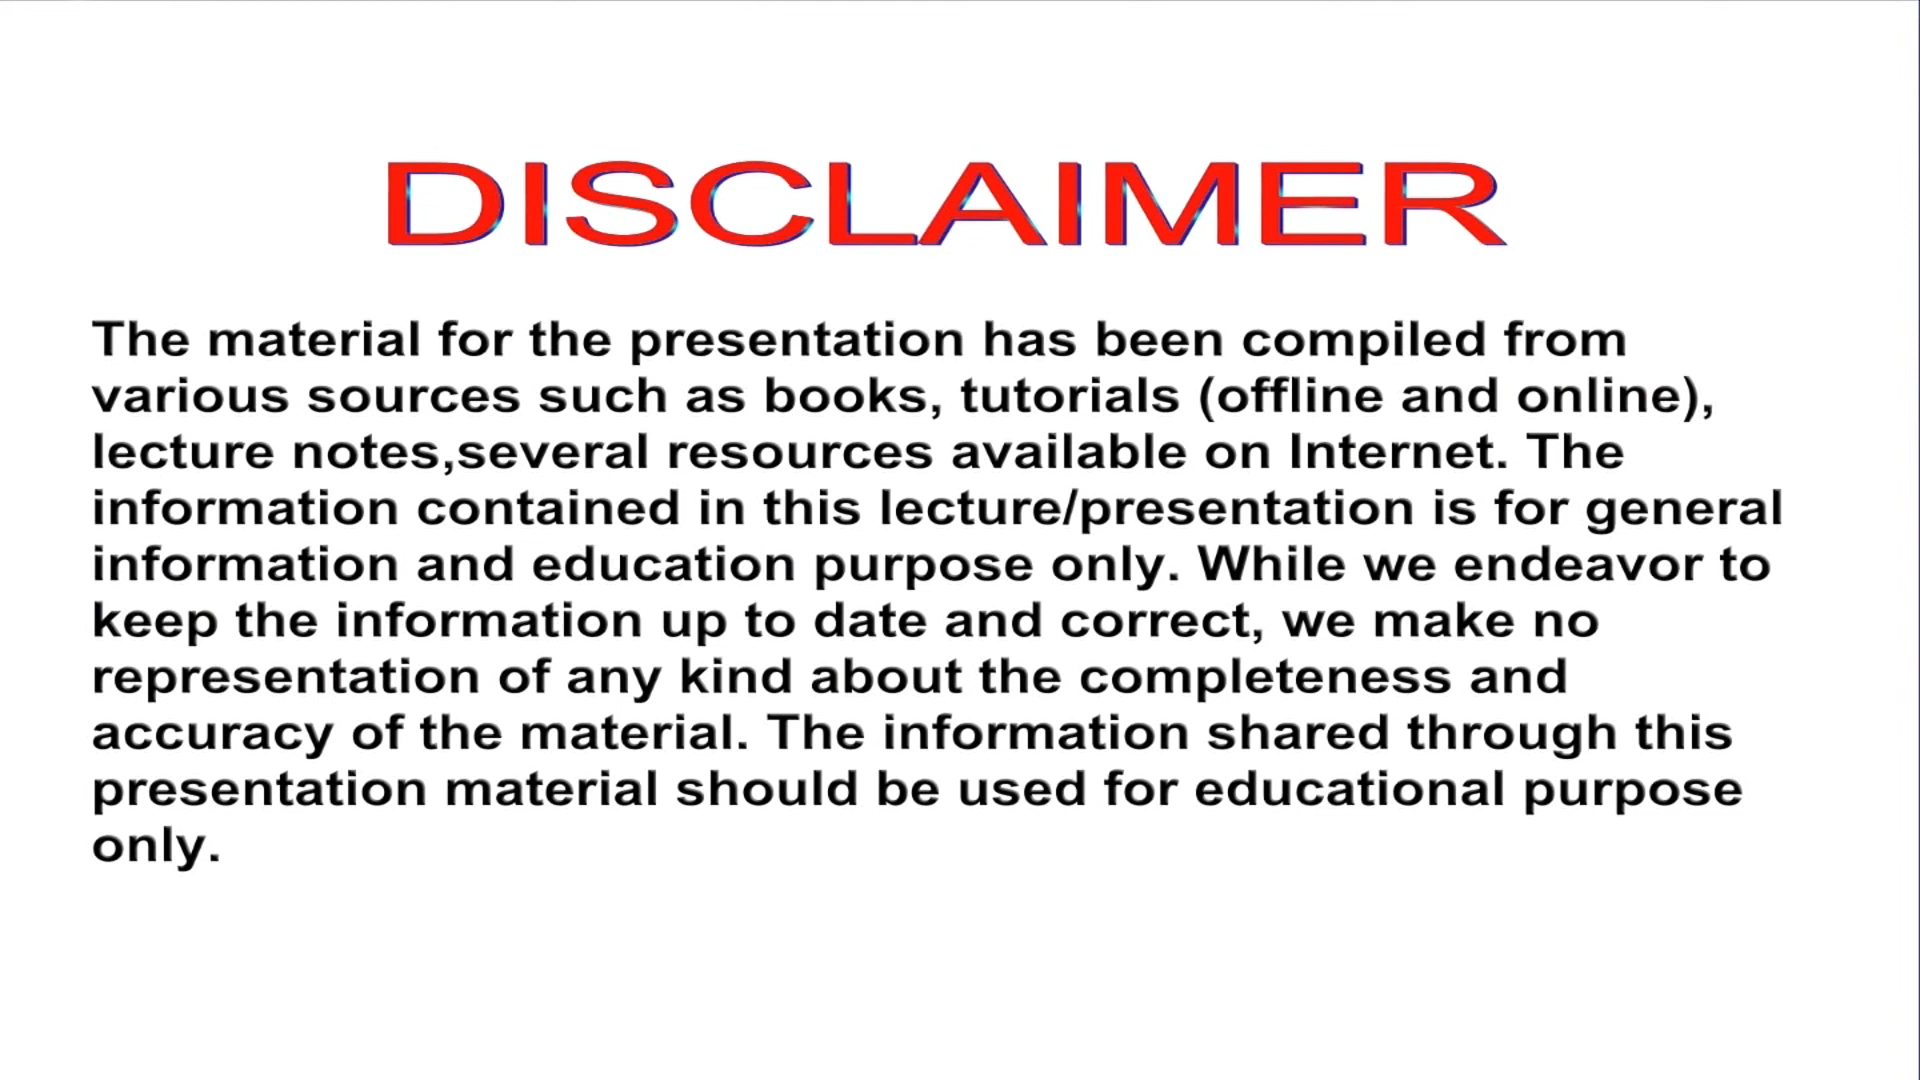 DISCLAIMER
The material for the presentation has been compiled from
various sources such as books, tutorials (offline and online),
lecture notes,several resources available on Internet. The
information contained in this lecture/presentation is for general
information and education purpose only. While we endeavor to
keep the information up to date and correct, we make no
representation of any kind about the completeness and
accuracy of the material. The information shared through this
presentation material should be used for educational purpose
only.